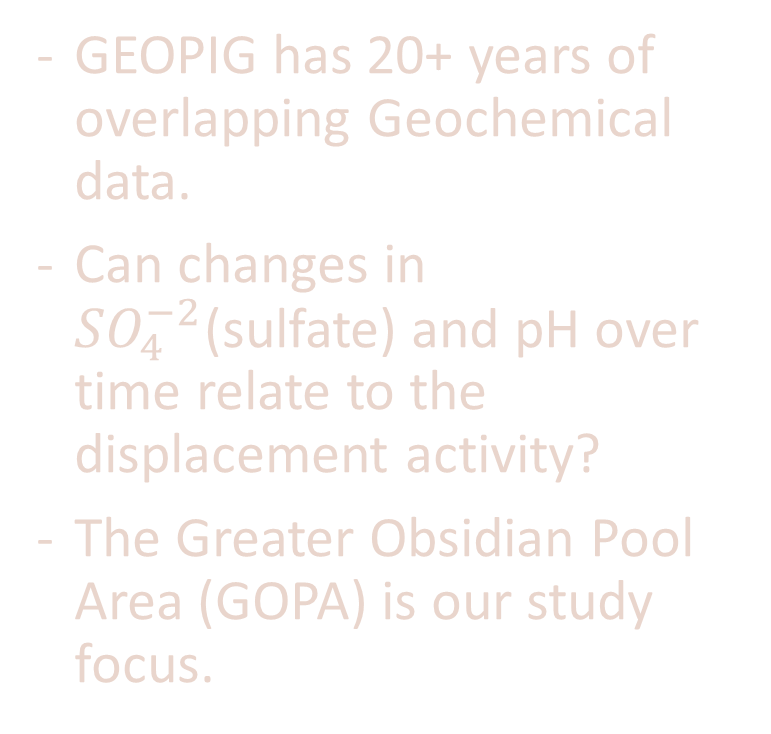 - GEOPIG has 20+ years of
overlapping Geochemical
data.
- Can changes in
𝑆𝑂₄⁻² (sulfate) and pH over
time relate to the
displacement activity?
- The Greater Obsidian Pool
Area (GOPA) is our study
focus.